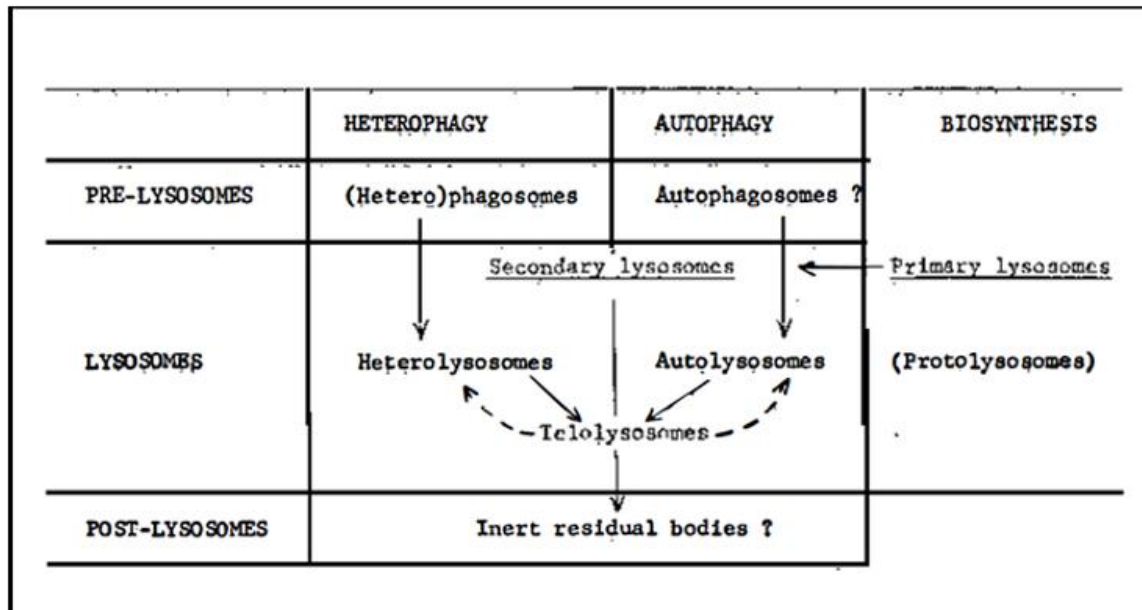 HETEROPHAGY AUTOPHAGY BIOSYNTHESIS
PRE-LYSOSOMES (Hetero)phagosomes Autophagosomes ?
Secondary lysosomes Primary lysosomes
LYSOSOMES Heterolysosomes Autolysosomes (Protolysosomes)
Telolysosomes
POST-LYSOSOMES Inert residual bodies ?